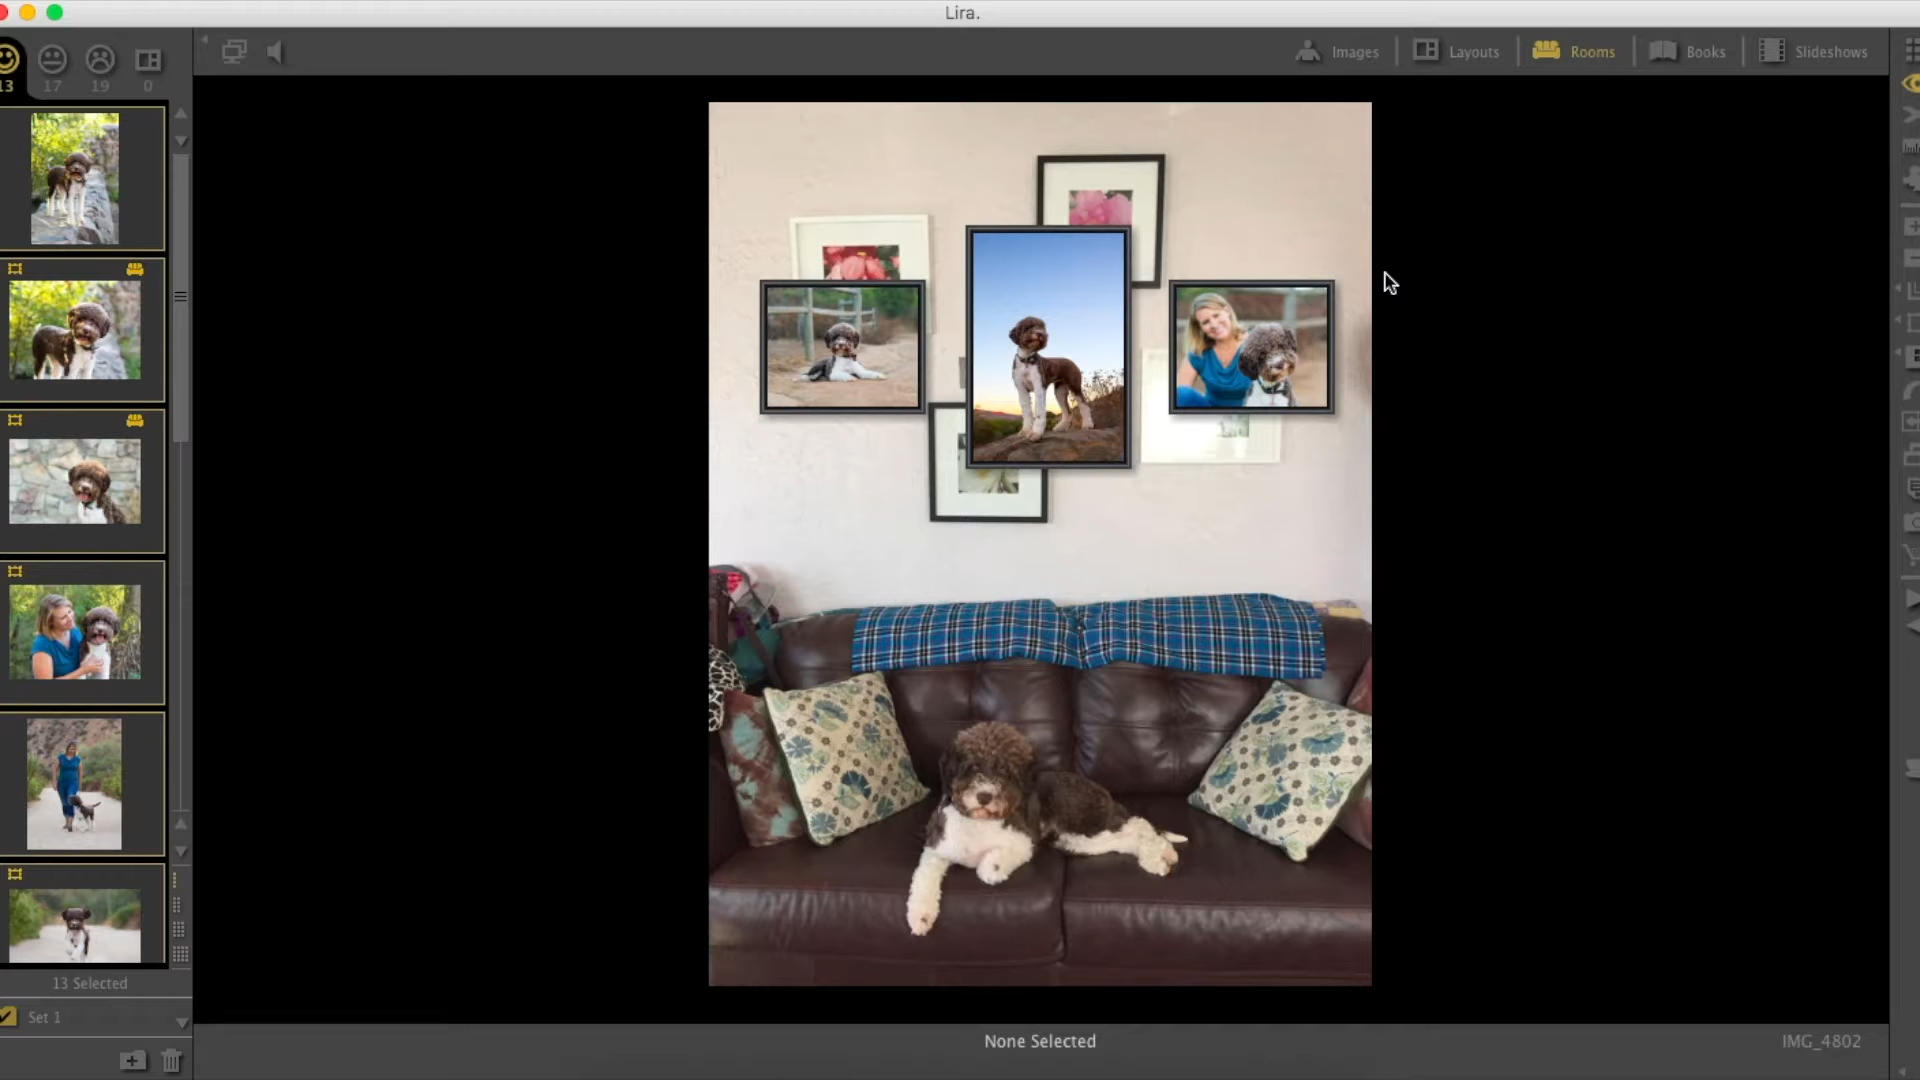 Lira.
13
17
19
0
Images
Layouts
Rooms
Books
Slideshows
13 Selected
Set 1
None Selected
IMG_4802